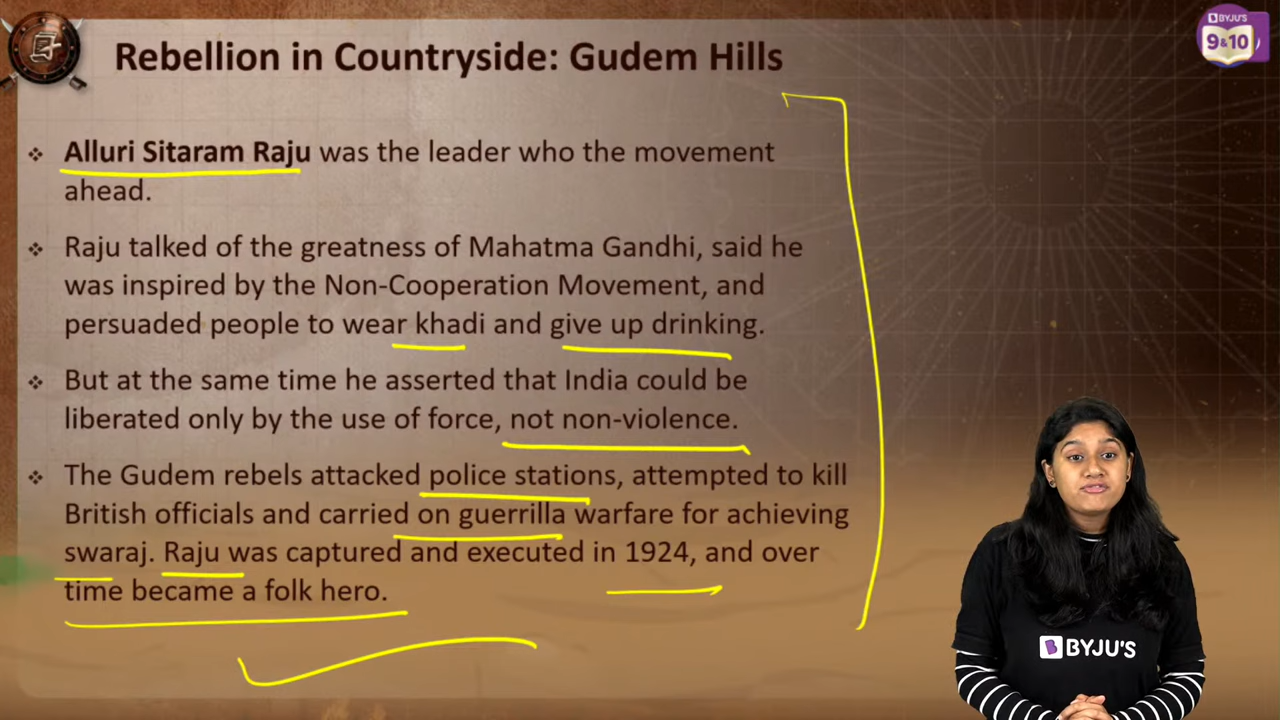 BYJU'S
9&10
Rebellion in Countryside: Gudem Hills
❖ Alluri Sitaram Raju was the leader who the movement
ahead.
❖ Raju talked of the greatness of Mahatma Gandhi, said he
was inspired by the Non-Cooperation Movement, and
persuaded people to wear khadi and give up drinking.
❖ But at the same time he asserted that India could be
liberated only by the use of force, not non-violence.
❖ The Gudem rebels attacked police stations, attempted to kill
British officials and carried on guerrilla warfare for achieving
swaraj. Raju was captured and executed in 1924, and over
time became a folk hero.
BYJU'S